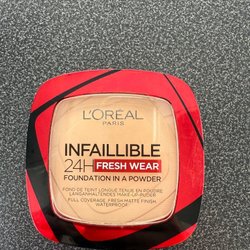 L'ORÉAL
PARIS
INFAILLIBLE
24H FRESH WEAR
FOUNDATION IN A POWDER
FOND DE TEINT LONGUE TENUE EN POUDRE
LANGANHALTENDES MAKE-UP-PUDER
FULL COVERAGE, FRESH MATTE FINISH,
WATERPROOF